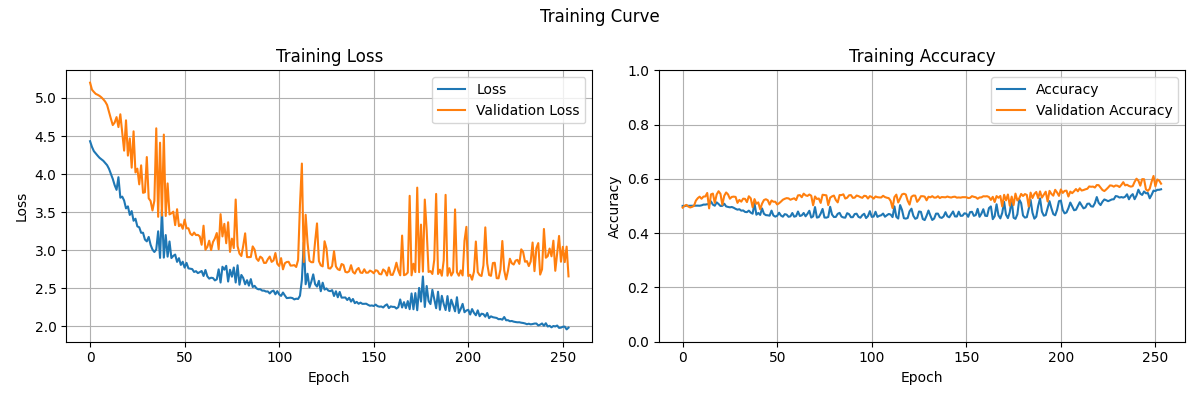 Training Curve
Training Loss
Loss
Validation Loss
5.0
4.5
4.0
3.5
3.0
2.5
2.0
Loss
0
50
100
150
200
250
Epoch
Training Accuracy
Accuracy
Validation Accuracy
1.0
0.8
0.6
0.4
0.2
0.0
Accuracy
0
50
100
150
200
250
Epoch